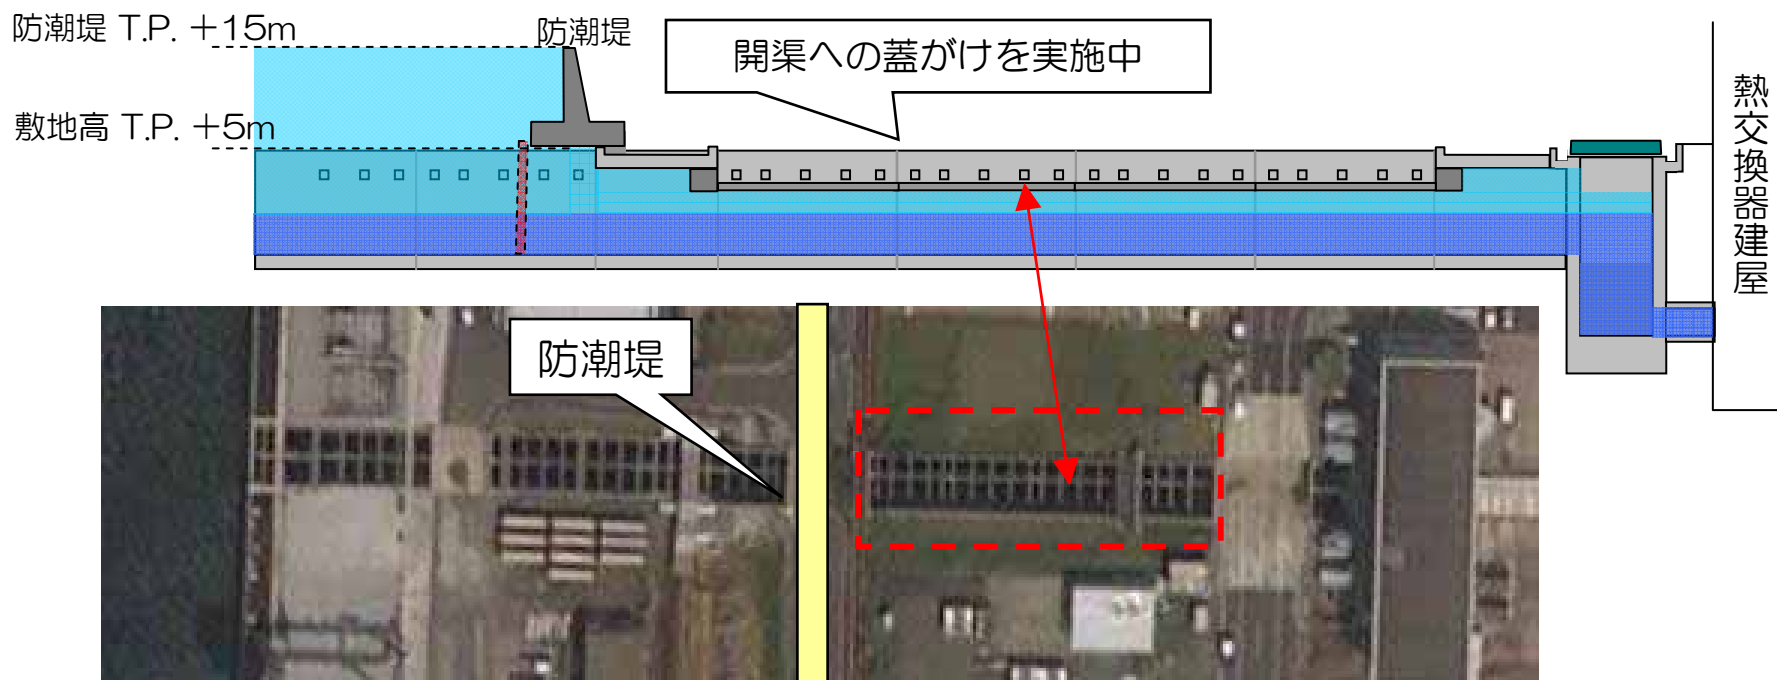 防潮堤 T.P. +15m
防潮堤
開渠への蓋がけを実施中
敷地高 T.P. +5m
熱交換器建屋
防潮堤